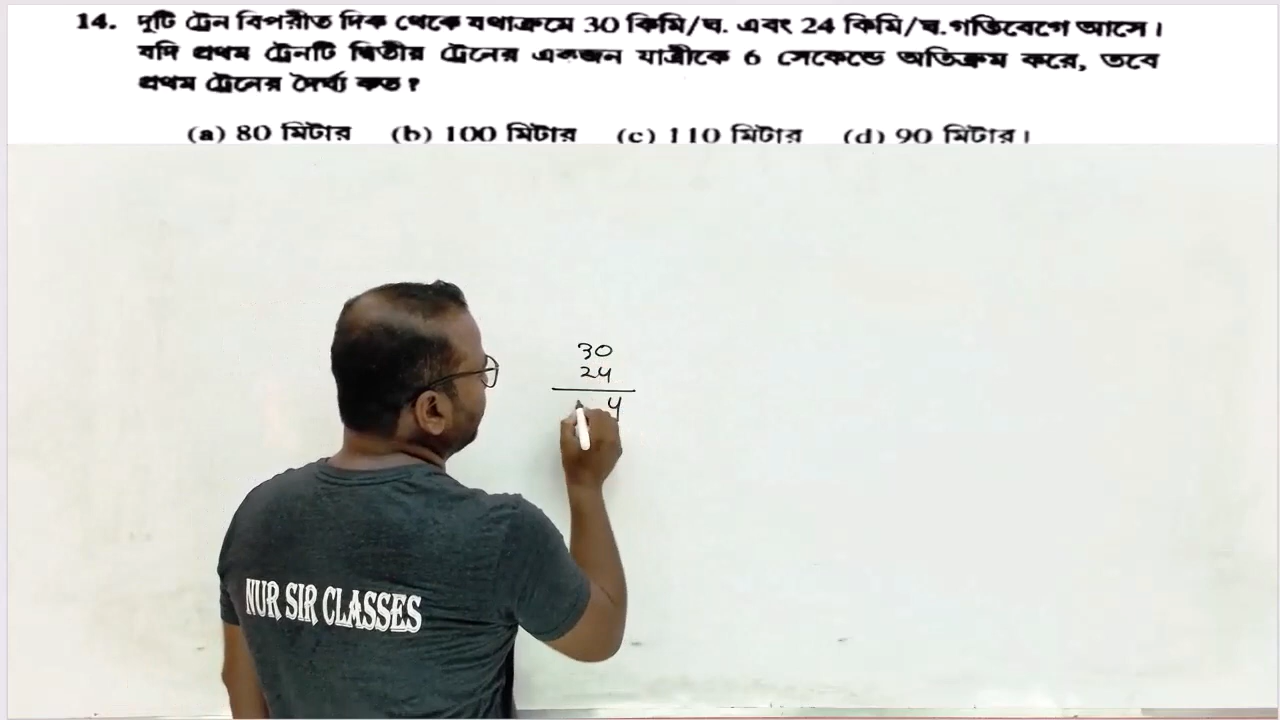 14. দুটি ট্রেন বিপরীত দিক থেকে যথাক্রমে 30 কিমি/ঘ. এবং 24 কিমি/ঘ. গতিবেগে আসে।
যদি প্রথম ট্রেনটি দ্বিতীয় ট্রেনের একজন যাত্রীকে 6 সেকেন্ডে অতিক্রম করে, তবে
প্রথম ট্রেনের দৈর্ঘ্য কত?
(a) 80 মিটার (b) 100 মিটার (c) 110 মিটার (d) 90 মিটার।
30
24
4
NUR SIR CLASSES